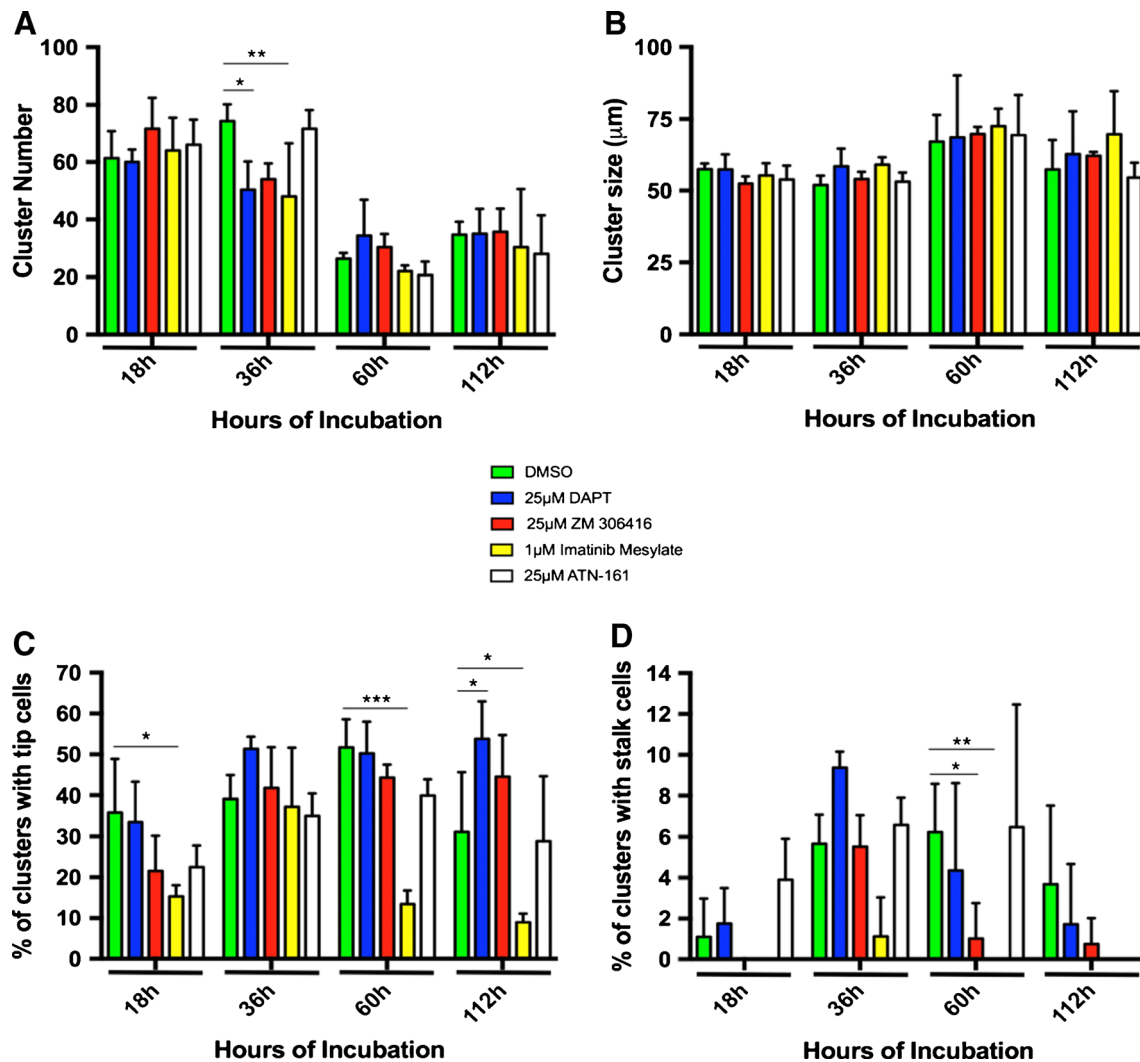 A
Cluster Number
100
80
60
40
20
0
**
*
18h
36h
60h
112h
Hours of Incubation
B
Cluster size (μm)
100
75
50
25
0
18h
36h
60h
112h
Hours of Incubation
DMSO
25μM DAPT
25μM ZM 306416
1μM Imatinib Mesylate
25μM ATN-161
C
% of clusters with tip cells
70
60
50
40
30
20
10
0
*
***
*
*
18h
36h
60h
112h
Hours of Incubation
D
% of clusters with stalk cells
14
12
10
8
6
4
2
0
**
*
18h
36h
60h
112h
Hours of Incubation